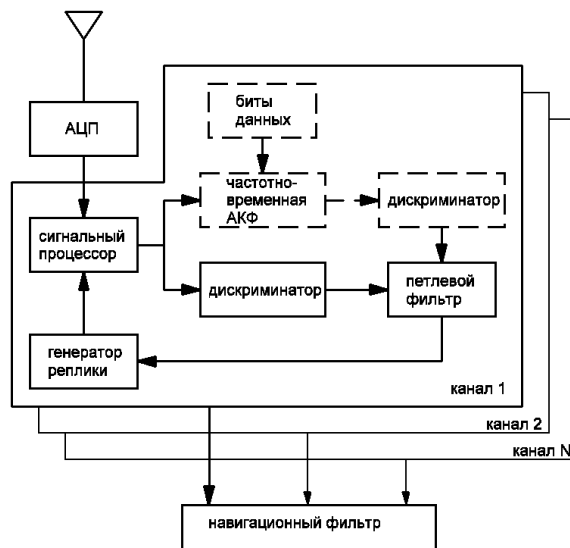 биты
данных
АЦП
частотно-
временная
АКФ
дискриминатор
сигнальный
процессор
дискриминатор
петлевой
фильтр
генератор
реплики
канал 1
канал 2
канал N
навигационный фильтр